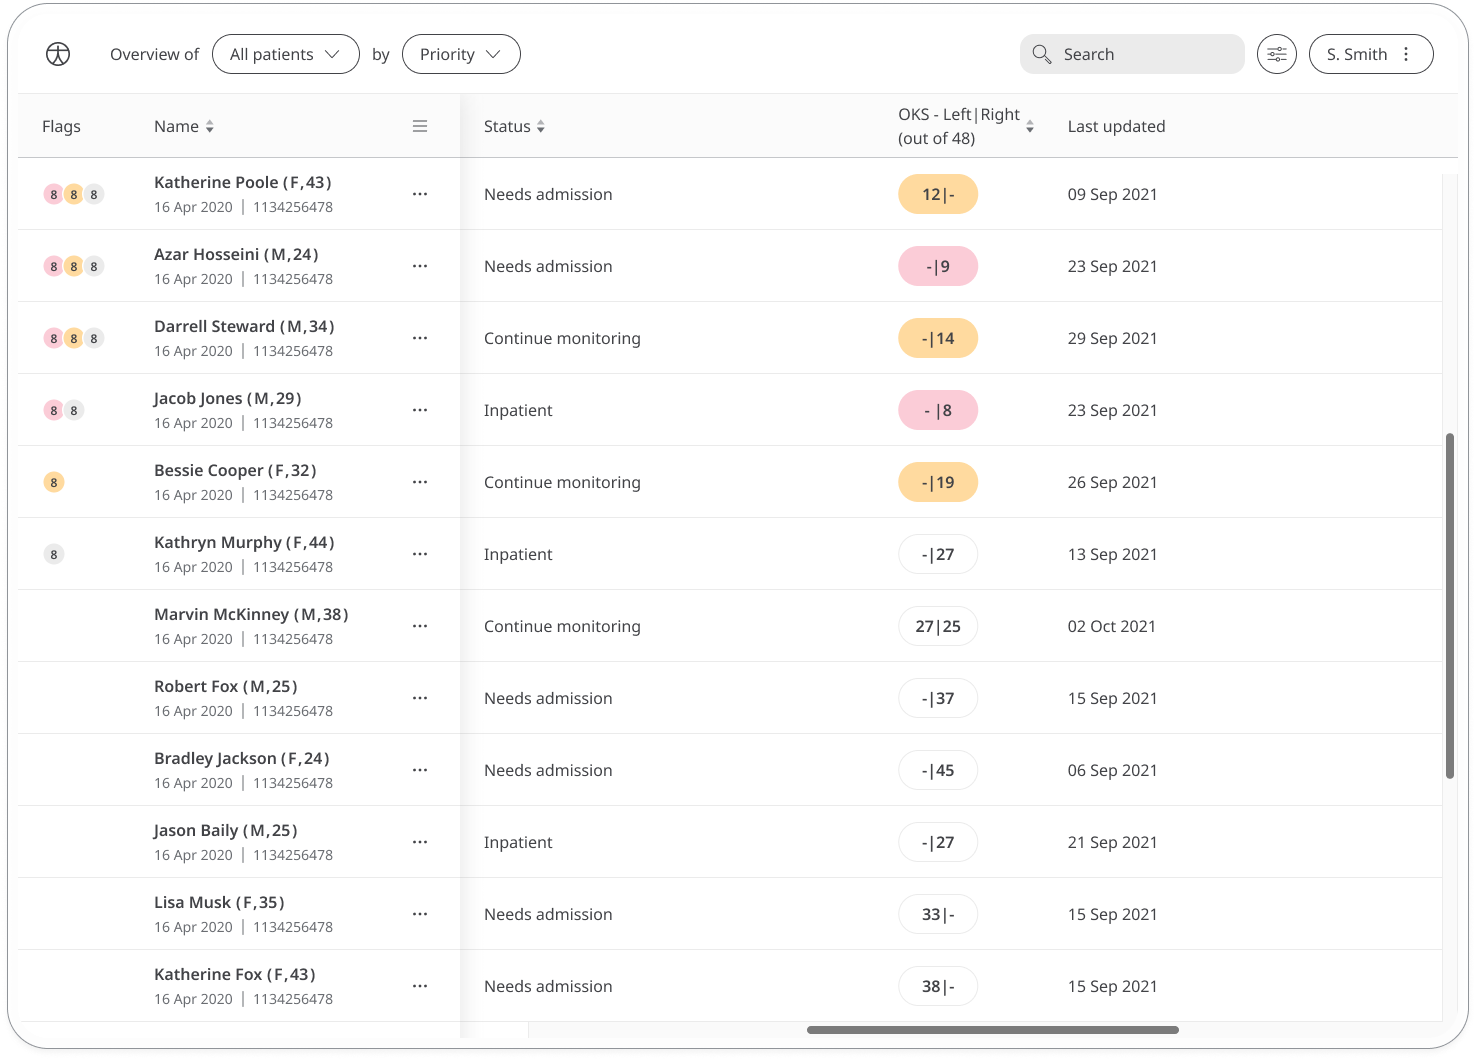 Overview of All patients by Priority Search S. Smith
Flags Name Status OKS - Left|Right (out of 48) Last updated
8 8 8 Katherine Poole (F,43) Needs admission 12|- 09 Sep 2021
16 Apr 2020 | 1134256478
8 8 8 Azar Hosseini (M,24) Needs admission -|9 23 Sep 2021
16 Apr 2020 | 1134256478
8 8 8 Darrell Steward (M,34) Continue monitoring -|14 29 Sep 2021
16 Apr 2020 | 1134256478
8 8 Jacob Jones (M,29) Inpatient - |8 23 Sep 2021
16 Apr 2020 | 1134256478
8 Bessie Cooper (F,32) Continue monitoring -|19 26 Sep 2021
16 Apr 2020 | 1134256478
8 Kathryn Murphy (F,44) Inpatient -|27 13 Sep 2021
16 Apr 2020 | 1134256478
Marvin McKinney (M,38) Continue monitoring 27|25 02 Oct 2021
16 Apr 2020 | 1134256478
Robert Fox (M,25) Needs admission -|37 15 Sep 2021
16 Apr 2020 | 1134256478
Bradley Jackson (F,24) Needs admission -|45 06 Sep 2021
16 Apr 2020 | 1134256478
Jason Baily (M,25) Inpatient -|27 21 Sep 2021
16 Apr 2020 | 1134256478
Lisa Musk (F,35) Needs admission 33|- 15 Sep 2021
16 Apr 2020 | 1134256478
Katherine Fox (F,43) Needs admission 38|- 15 Sep 2021
16 Apr 2020 | 1134256478